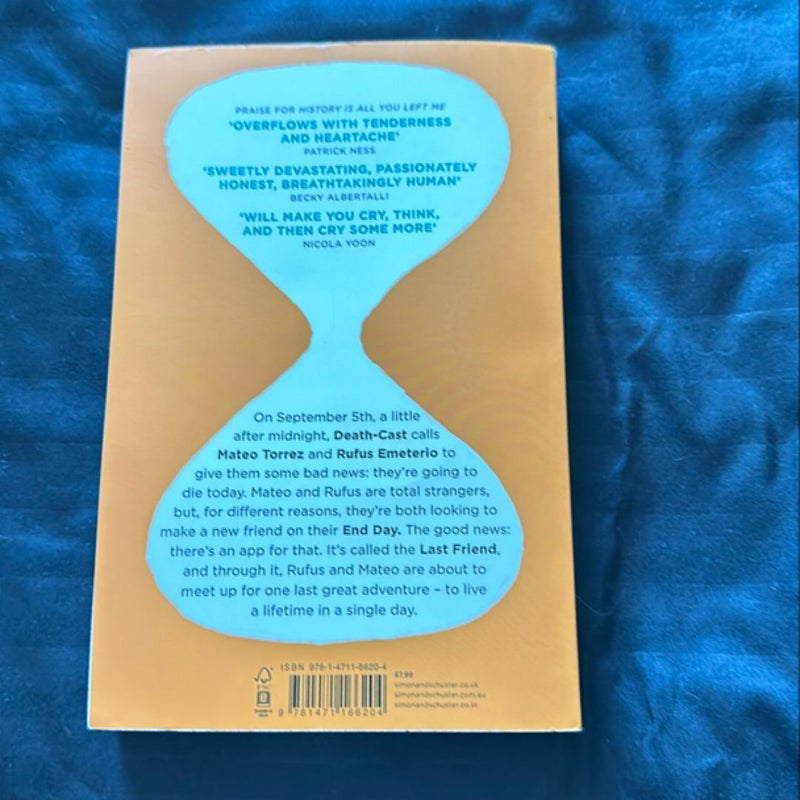 PRAISE FOR HISTORY IS ALL YOU LEFT ME
‘OVERFLOWS WITH TENDERNESS
AND HEARTACHE’
PATRICK NESS
‘SWEETLY DEVASTATING, PASSIONATELY
HONEST, BREATHTAKINGLY HUMAN’
BECKY ALBERTALLI
‘WILL MAKE YOU CRY, THINK,
AND THEN CRY SOME MORE’
NICOLA YOON
On September 5th, a little
after midnight, Death-Cast calls
Mateo Torrez and Rufus Emeterio to
give them some bad news: they’re going to
die today. Mateo and Rufus are total strangers,
but, for different reasons, they’re both looking to
make a new friend on their End Day. The good news:
there’s an app for that. It’s called the Last Friend,
and through it, Rufus and Mateo are about to
meet up for one last great adventure – to live
a lifetime in a single day.
ISBN 978-1-4711-6620-4
£7.99
simonandschuster.co.uk
simonandschuster.com.au
simonandschuster.co.in
9 781471 166204